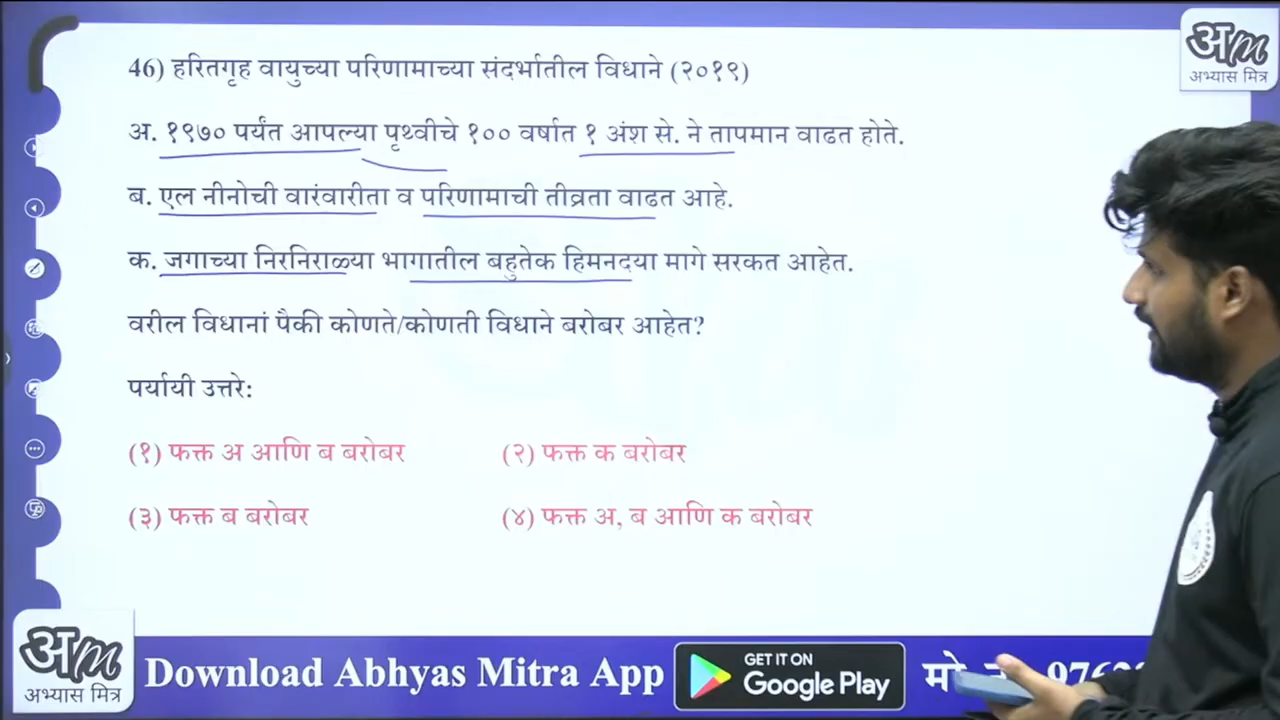 46) हरितगृह वायुच्या परिणामाच्या संदर्भातील विधाने (२०१९)
अm
अभ्यास मित्र
अ. १९७० पर्यंत आपल्या पृथ्वीचे १०० वर्षात १ अंश से. ने तापमान वाढत होते.
ब. एल नीनोची वारंवारीता व परिणामाची तीव्रता वाढत आहे.
क. जगाच्या निरनिराळ्या भागातील बहुतेक हिमनदया मागे सरकत आहेत.
वरील विधानां पैकी कोणते/कोणती विधाने बरोबर आहेत?
पर्यायी उत्तरे:
(१) फक्त अ आणि ब बरोबर (२) फक्त क बरोबर
(३) फक्त ब बरोबर (४) फक्त अ, ब आणि क बरोबर
अm
अभ्यास मित्र
Download Abhyas Mitra App
GET IT ON
Google Play
मो.